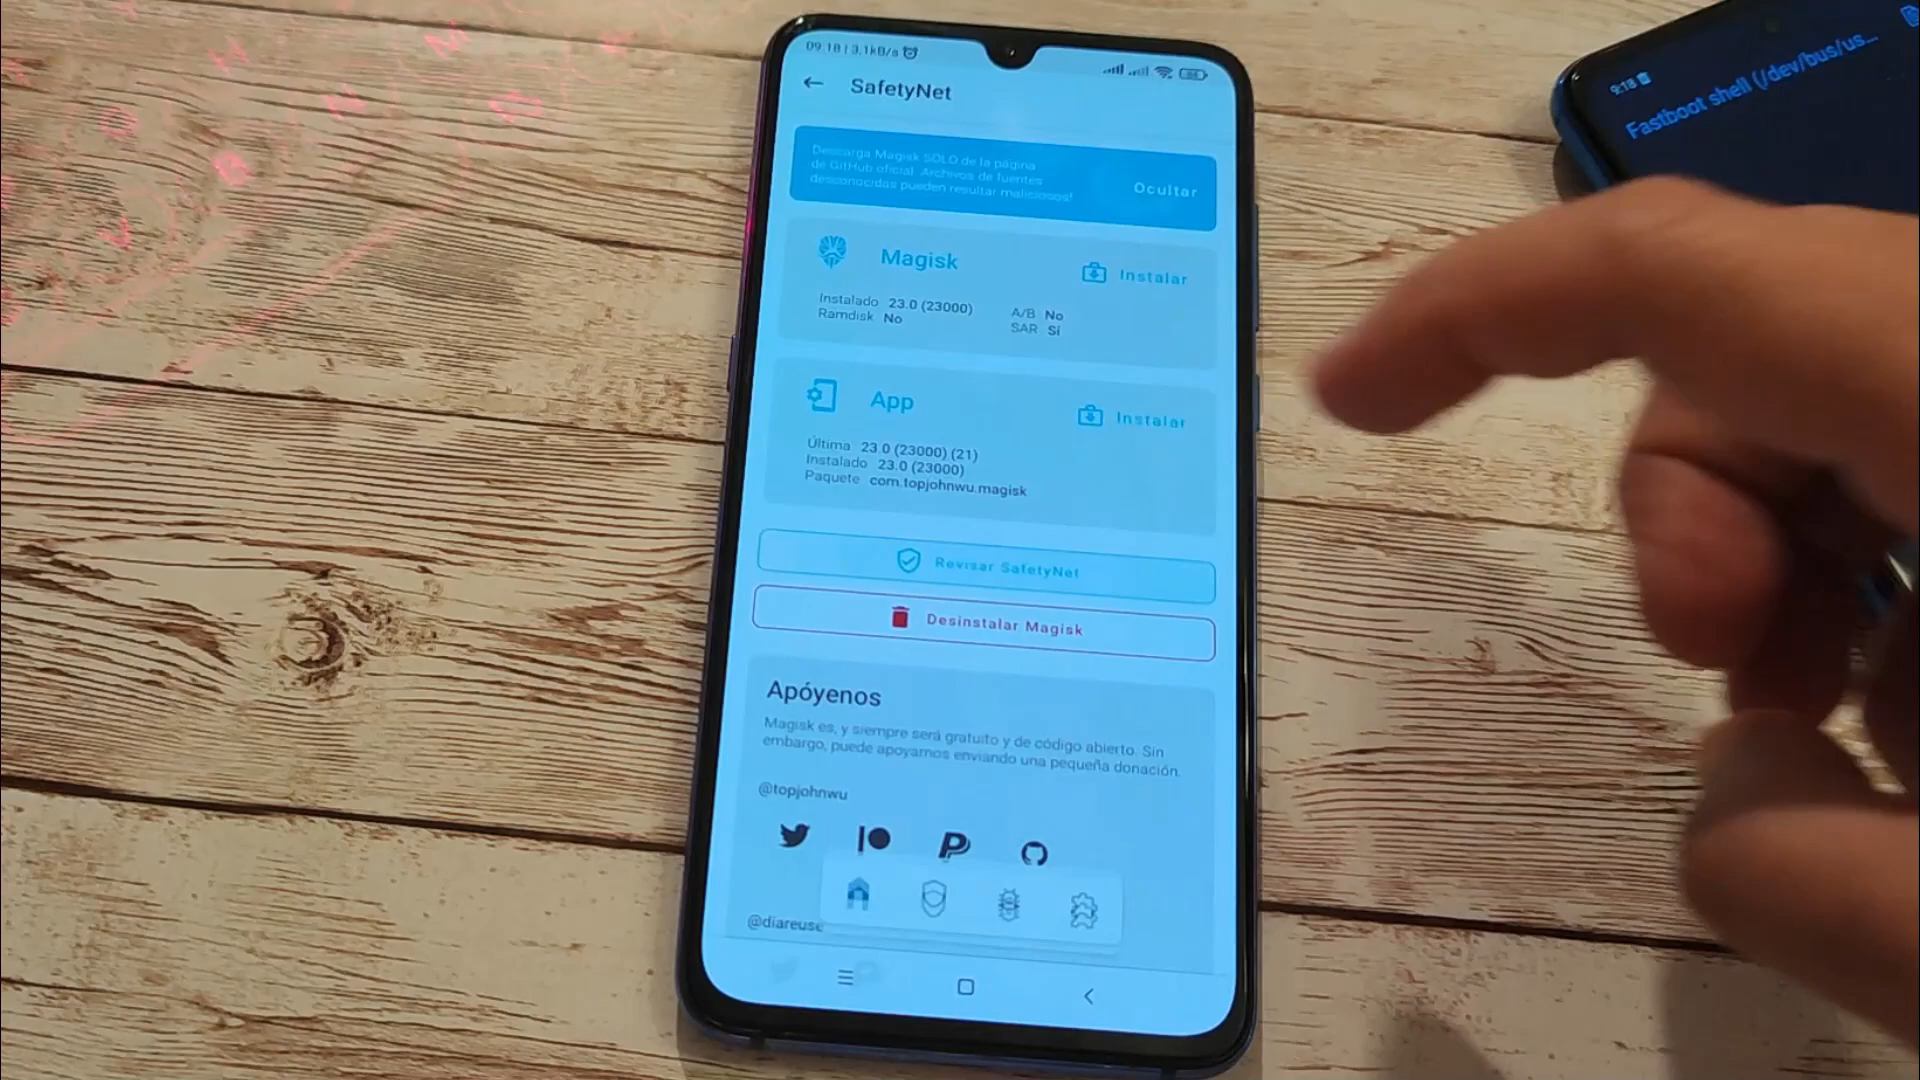 09:18 | 3,1kB/s
SafetyNet
Descarga Magisk SOLO de la página
de GitHub oficial. Archivos de fuentes
desconocidas pueden resultar maliciosos!
Ocultar
Magisk
Instalar
Instalado 23.0 (23000)
A/B No
Ramdisk No
SAR Sí
App
Instalar
Última 23.0 (23000) (21)
Instalado 23.0 (23000)
Paquete com.topjohnwu.magisk
Revisar SafetyNet
Desinstalar Magisk
Apóyenos
Magisk es, y siempre será gratuito y de código abierto. Sin
embargo, puede apoyarnos enviando una pequeña donación.
@topjohnwu
@diareuse
9:18
Fastboot shell (/dev/bus/us...